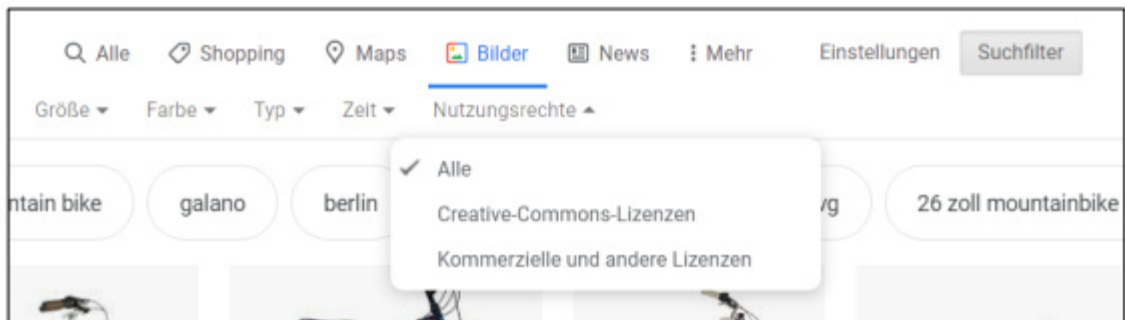 Alle Shopping Maps Bilder News Mehr Einstellungen Suchfilter
Größe Farbe Typ Zeit Nutzungsrechte
Alle
ntain bike galano berlin vg 26 zoll mountainbike
Creative-Commons-Lizenzen
Kommerzielle und andere Lizenzen